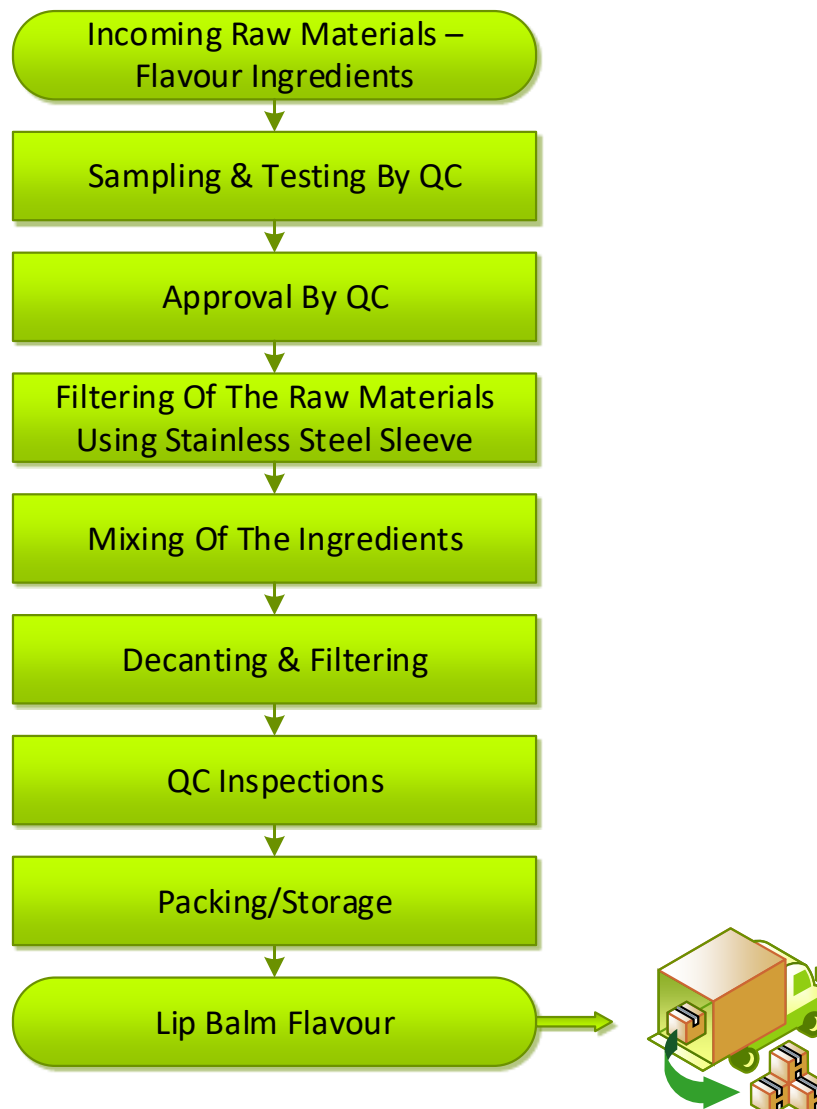 Incoming Raw Materials –
Flavour Ingredients
Sampling & Testing By QC
Approval By QC
Filtering Of The Raw Materials
Using Stainless Steel Sleeve
Mixing Of The Ingredients
Decanting & Filtering
QC Inspections
Packing/Storage
Lip Balm Flavour